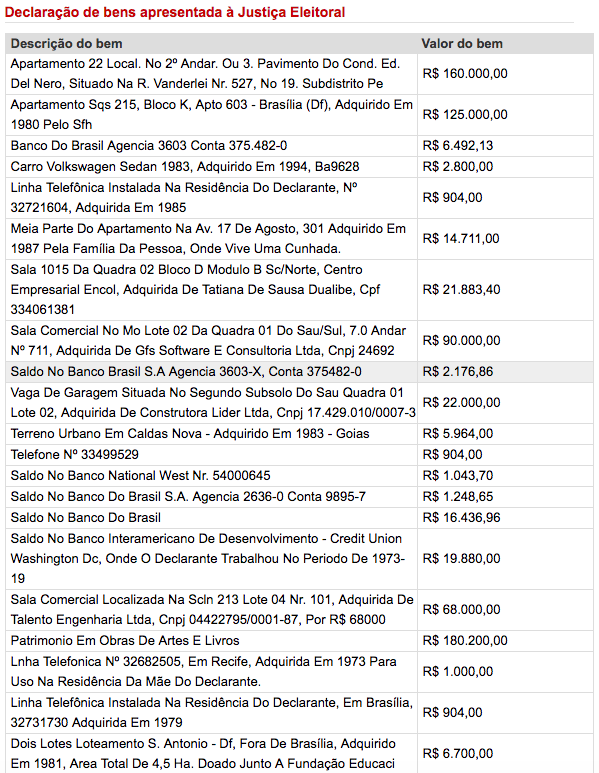 Declaração de bens apresentada à Justiça Eleitoral
Descrição do bem Valor do bem
Apartamento 22 Local. No 2º Andar. Ou 3. Pavimento Do Cond. Ed.
Del Nero, Situado Na R. Vanderlei Nr. 527, No 19. Subdistrito Pe
R$ 160.000,00
Apartamento Sqs 215, Bloco K, Apto 603 - Brasília (Df), Adquirido Em
1980 Pelo Sfh
R$ 125.000,00
Banco Do Brasil Agencia 3603 Conta 375.482-0 R$ 6.492,13
Carro Volkswagen Sedan 1983, Adquirido Em 1994, Ba9628 R$ 2.800,00
Linha Telefônica Instalada Na Residência Do Declarante, Nº
32721604, Adquirida Em 1985
R$ 904,00
Meia Parte Do Apartamento Na Av. 17 De Agosto, 301 Adquirido Em
1987 Pela Família Da Pessoa, Onde Vive Uma Cunhada.
R$ 14.711,00
Sala 1015 Da Quadra 02 Bloco D Modulo B Sc/Norte, Centro
Empresarial Encol, Adquirida De Tatiana De Sausa Dualibe, Cpf
334061381
R$ 21.883,40
Sala Comercial No Mo Lote 02 Da Quadra 01 Do Sau/Sul, 7.0 Andar
Nº 711, Adquirida De Gfs Software E Consultoria Ltda, Cnpj 24692
R$ 90.000,00
Saldo No Banco Brasil S.A Agencia 3603-X, Conta 375482-0 R$ 2.176,86
Vaga De Garagem Situada No Segundo Subsolo Do Sau Quadra 01
Lote 02, Adquirida De Construtora Lider Ltda, Cnpj 17.429.010/0007-3
R$ 22.000,00
Terreno Urbano Em Caldas Nova - Adquirido Em 1983 - Goias R$ 5.964,00
Telefone Nº 33499529 R$ 904,00
Saldo No Banco National West Nr. 54000645 R$ 1.043,70
Saldo No Banco Do Brasil S.A. Agencia 2636-0 Conta 9895-7 R$ 1.248,65
Saldo No Banco Do Brasil R$ 16.436,96
Saldo No Banco Interamericano De Desenvolvimento - Credit Union
Washington Dc, Onde O Declarante Trabalhou No Periodo De 1973-
19
R$ 19.880,00
Sala Comercial Localizada Na Scln 213 Lote 04 Nr. 101, Adquirida De
Talento Engenharia Ltda, Cnpj 04422795/0001-87, Por R$ 68000
R$ 68.000,00
Patrimonio Em Obras De Artes E Livros R$ 180.200,00
Lnha Telefonica Nº 32682505, Em Recife, Adquirida Em 1973 Para
Uso Na Residência Da Mãe Do Declarante.
R$ 1.000,00
Linha Telefônica Instalada Na Residência Do Declarante, Em Brasília,
32731730 Adquirida Em 1979
R$ 904,00
Dois Lotes Loteamento S. Antonio - Df, Fora De Brasília, Adquirido
Em 1981, Area Total De 4,5 Ha. Doado Junto A Fundação Educaci
R$ 6.700,00